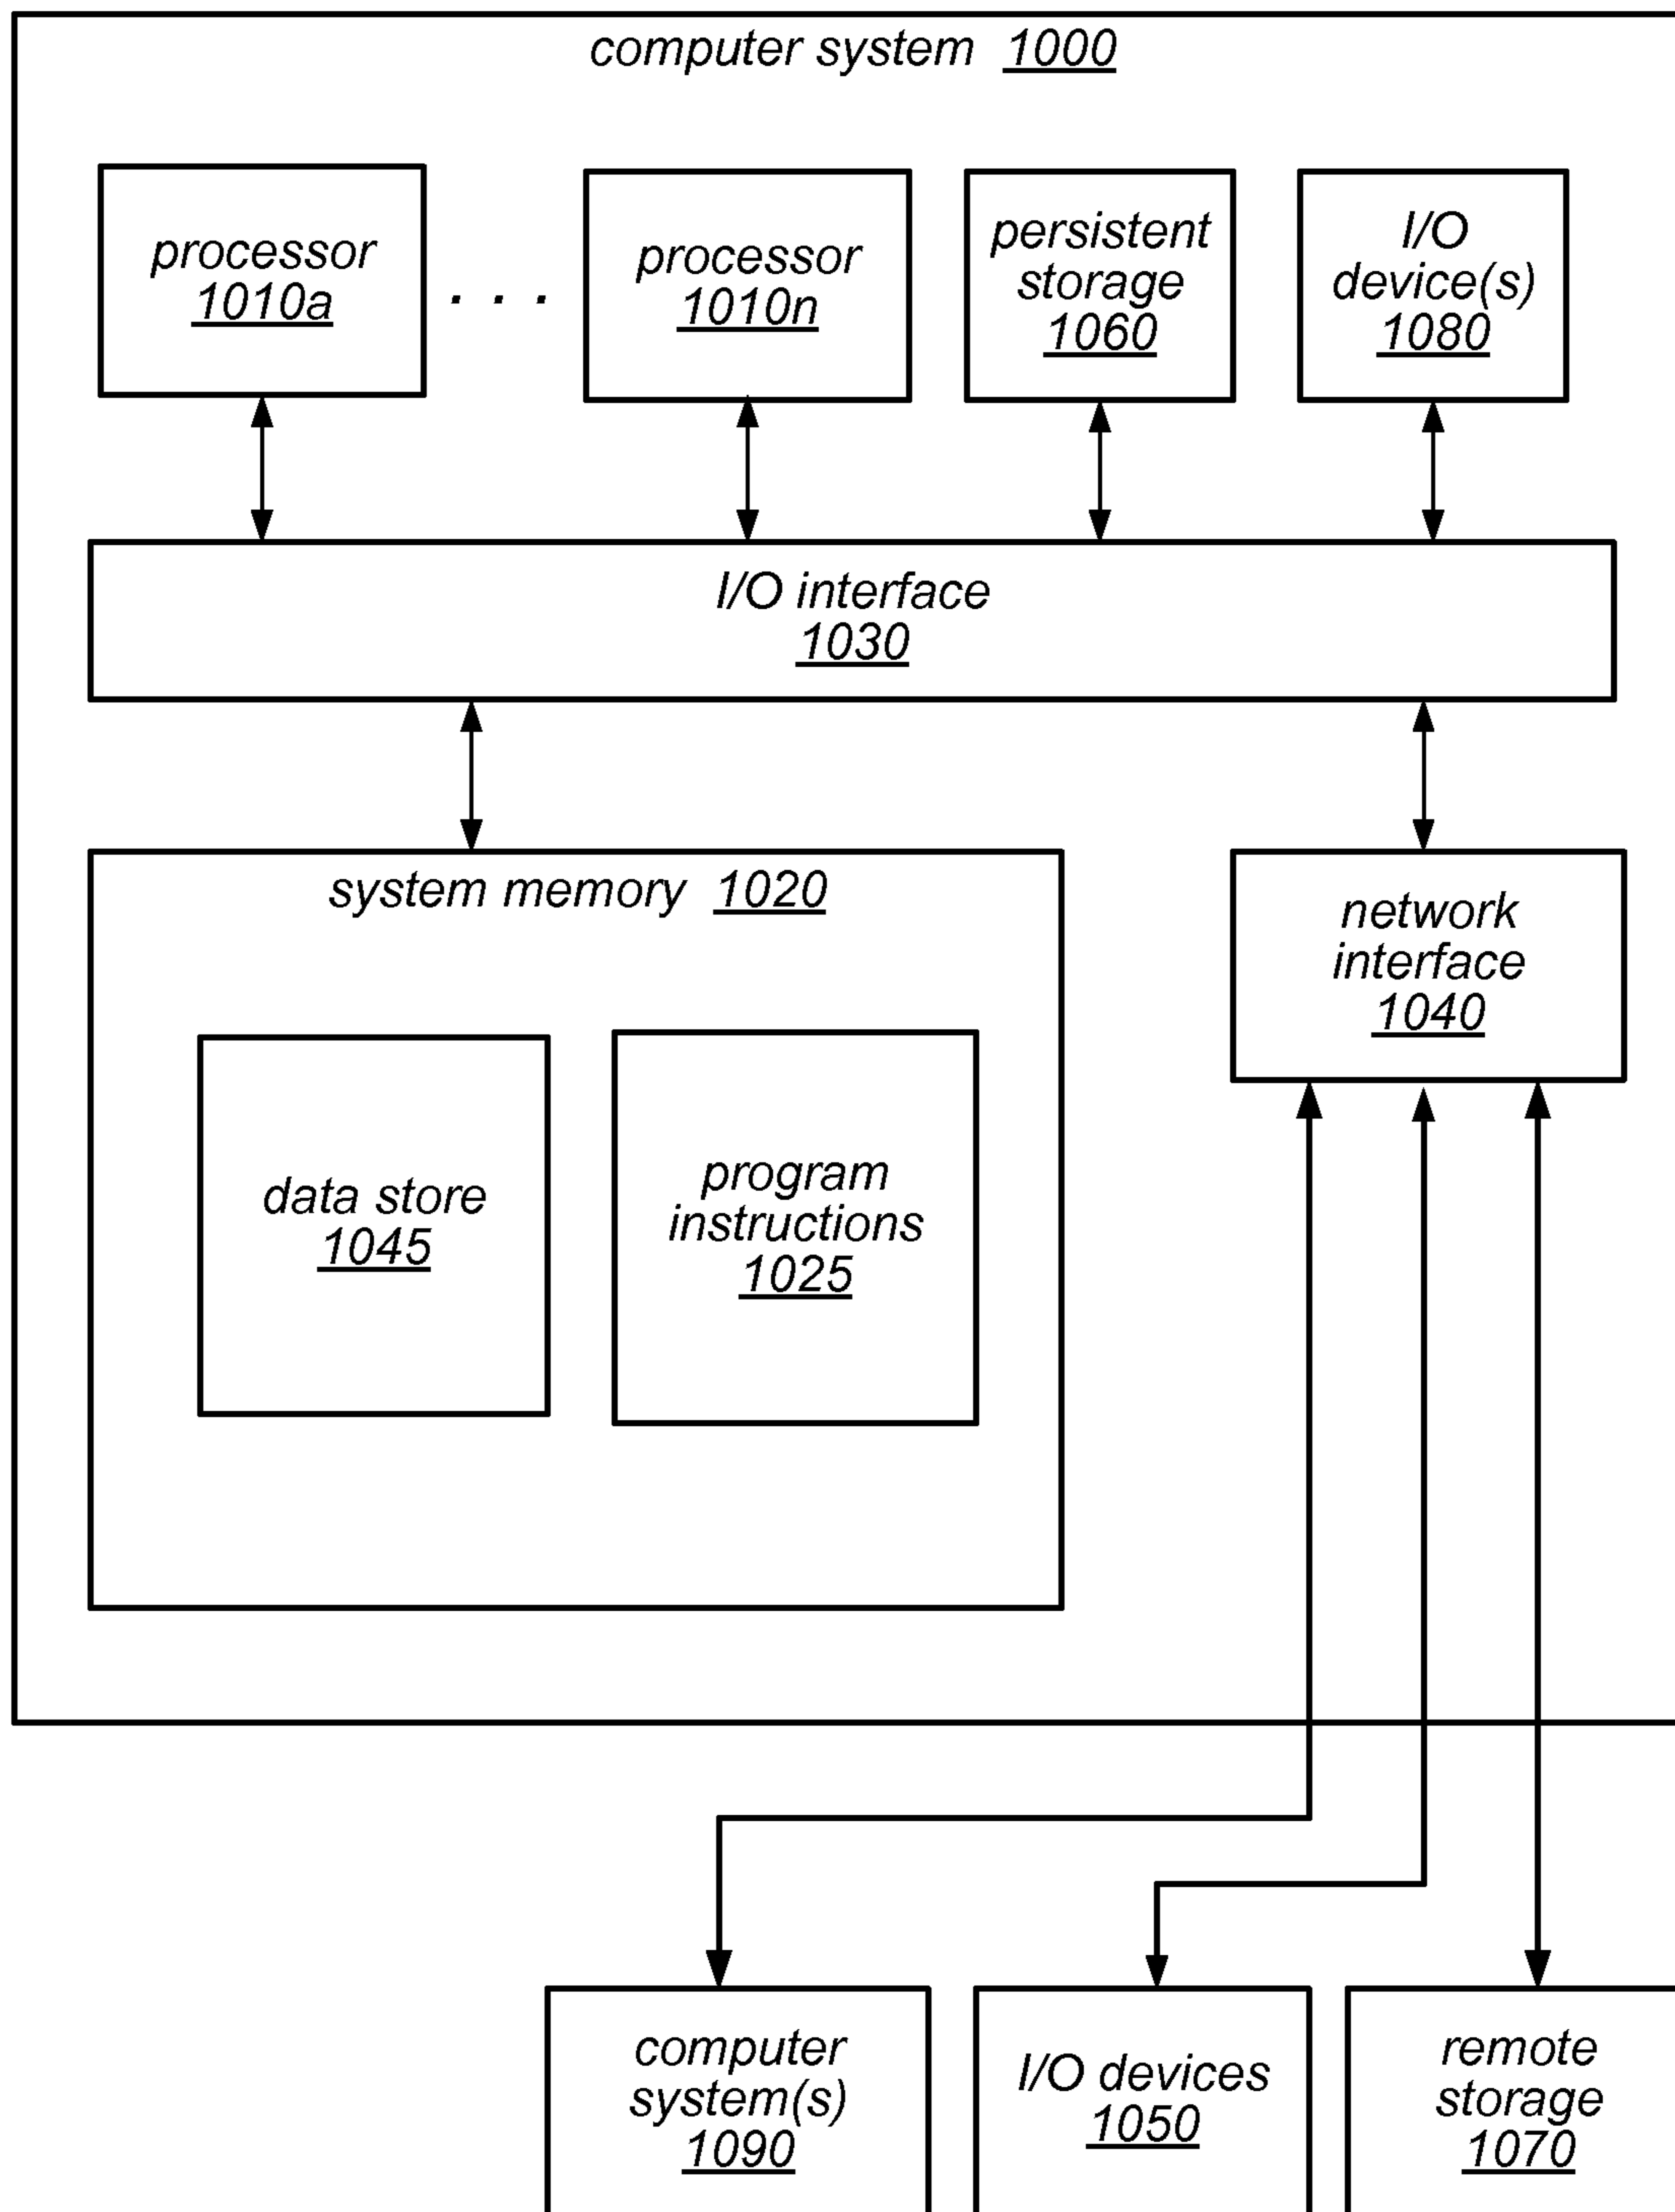 computer system 1000
processor
1010a
. . .
processor
1010n
persistent
storage
1060
I/O
device(s)
1080
I/O interface
1030
system memory 1020
network
interface
1040
data store
1045
program
instructions
1025
computer
system(s)
1090
I/O devices
1050
remote
storage
1070